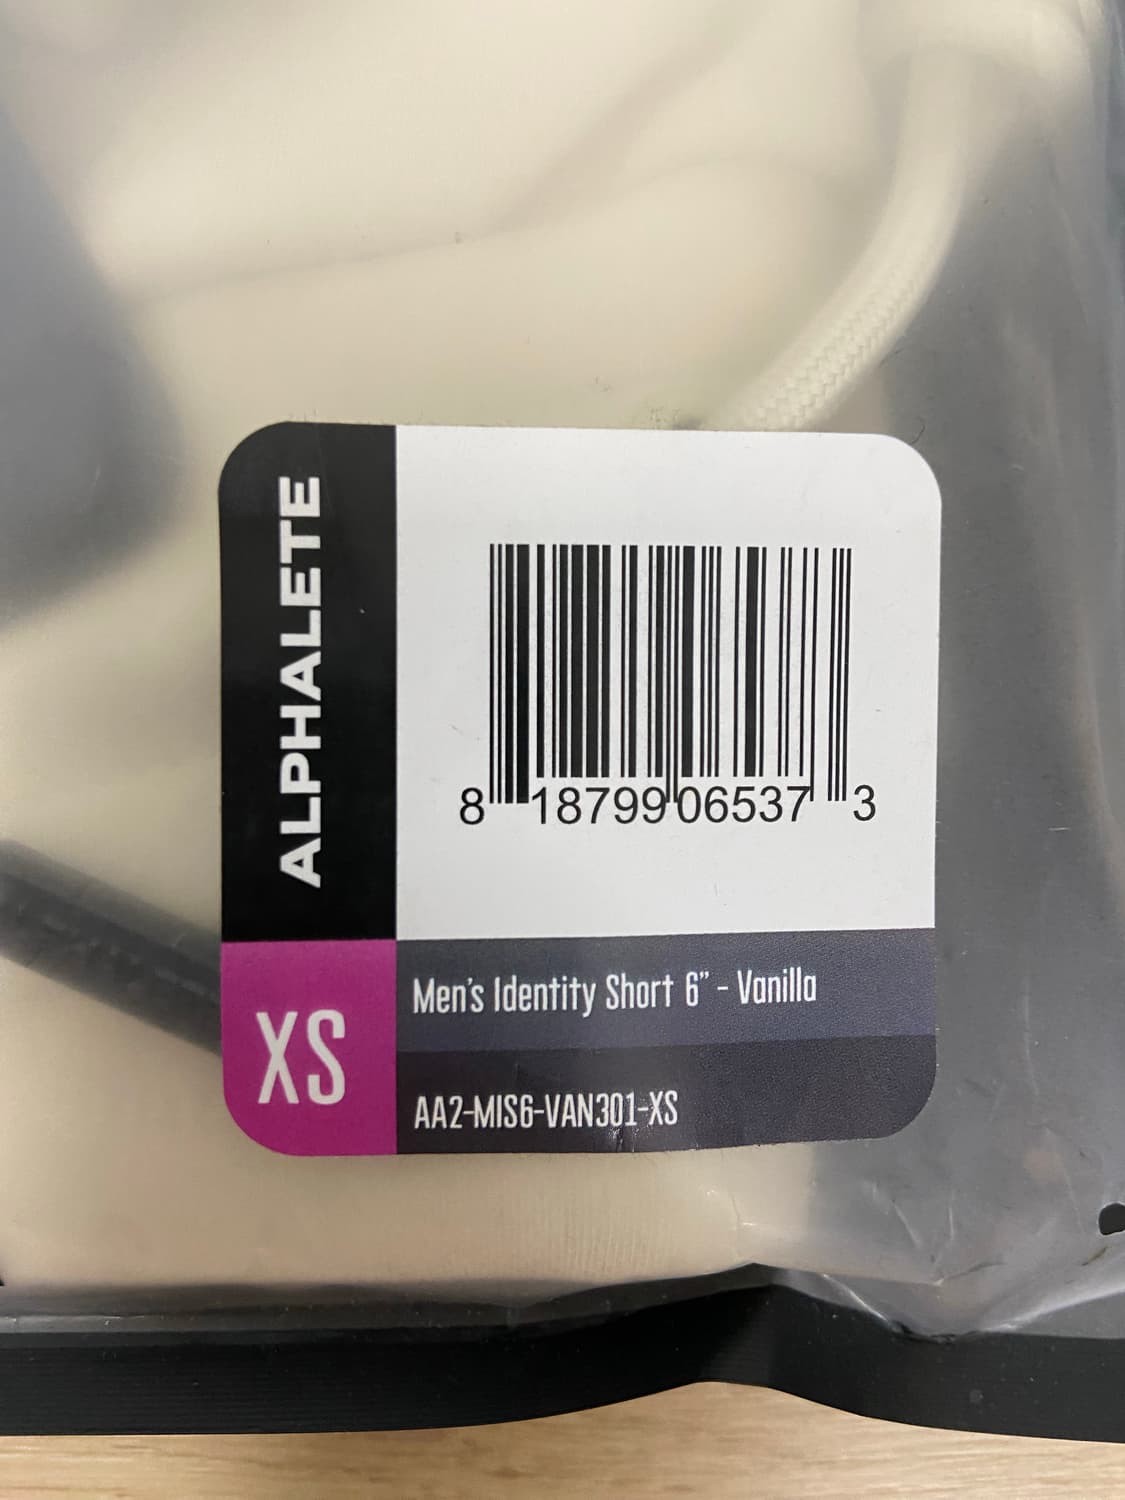 ALPHALETE
8 18799 06537 3
XS
Men's Identity Short 6” - Vanilla
AA2-MIS6-VAN301-XS